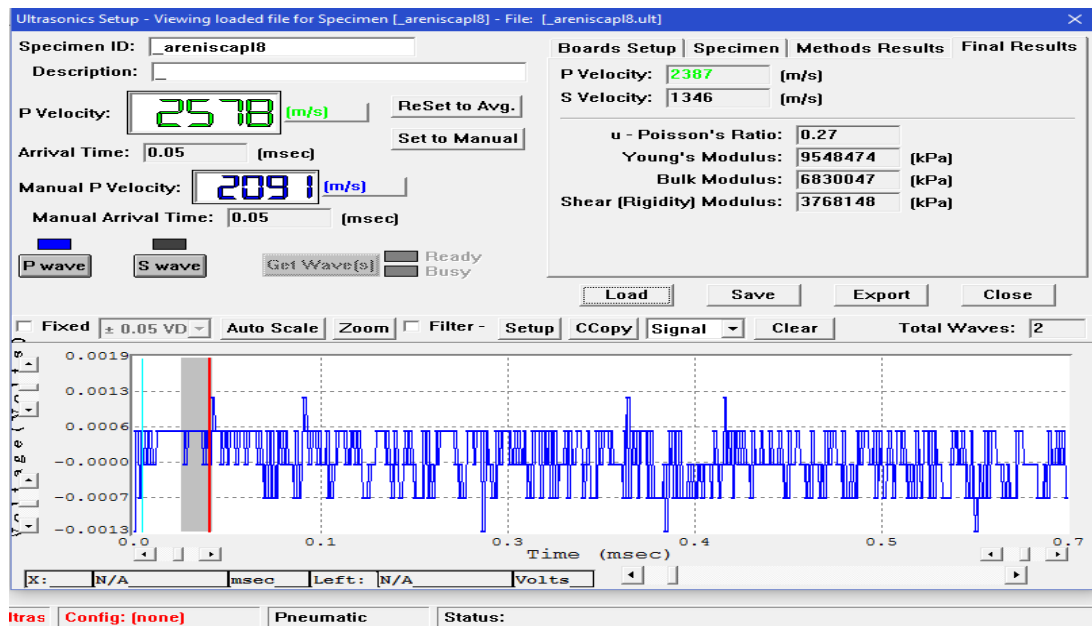 Ultrasonics Setup - Viewing loaded file for Specimen [_areniscapl8] - File: [_areniscapl8.ult]
Specimen ID: _areniscapl8
Description: _
P Velocity: 2578 (m/s) ReSet to Avg.
Set to Manual
Arrival Time: 0.05 (msec)
Manual P Velocity: 2091 (m/s)
Manual Arrival Time: 0.05 (msec)
P wave S wave Get Wave(s) Ready
Busy
Boards Setup Specimen Methods Results Final Results
P Velocity: 2387 (m/s)
S Velocity: 1346 (m/s)
u - Poisson's Ratio: 0.27
Young's Modulus: 9548474 (kPa)
Bulk Modulus: 6830047 (kPa)
Shear (Rigidity) Modulus: 3768148 (kPa)
Load Save Export Close
Fixed ± 0.05 VD Auto Scale Zoom Filter - Setup CCopy Signal Clear Total Waves: 2
0.0019
0.0013
0.0006
-0.0000
-0.0007
-0.0013
0.0 0.1 0.3 0.4 0.5 0.7
Time (msec)
X: N/A msec Left: N/A Volts
ltras Config: (none) Pneumatic Status: